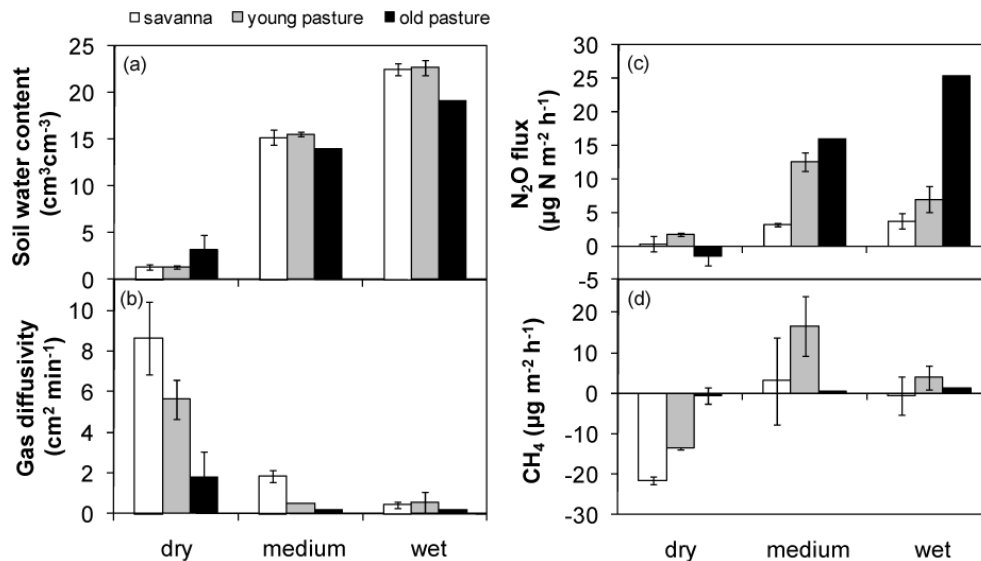 savanna young pasture old pasture
(a)
Soil water content
(cm³cm⁻³)
25
20
15
10
5
0
(b)
Gas diffusivity
(cm² min⁻¹)
10
8
6
4
2
0
dry medium wet
(c)
N₂O flux
(µg N m⁻² h⁻¹)
30
25
20
15
10
5
0
-5
(d)
CH₄ (µg m⁻² h⁻¹)
20
10
0
-10
-20
-30
dry medium wet